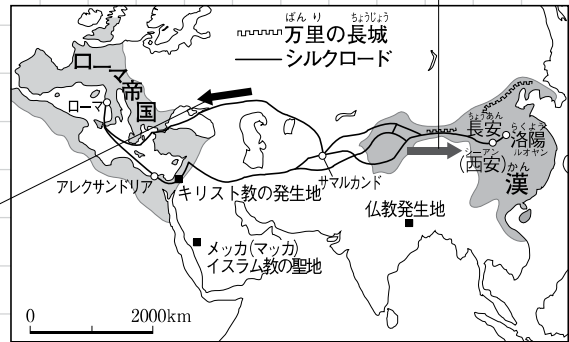 ばんり ちょうじょう
万里の長城
シルクロード
ローマ帝国
ローマ
ちょうあん
長安
シーアン
(西安)
らくよう
洛陽
ルオヤン
かん
漢
アレクサンドリア
キリスト教の発生地
サマルカンド
仏教発生地
メッカ(マッカ)
イスラム教の聖地
0 2000km